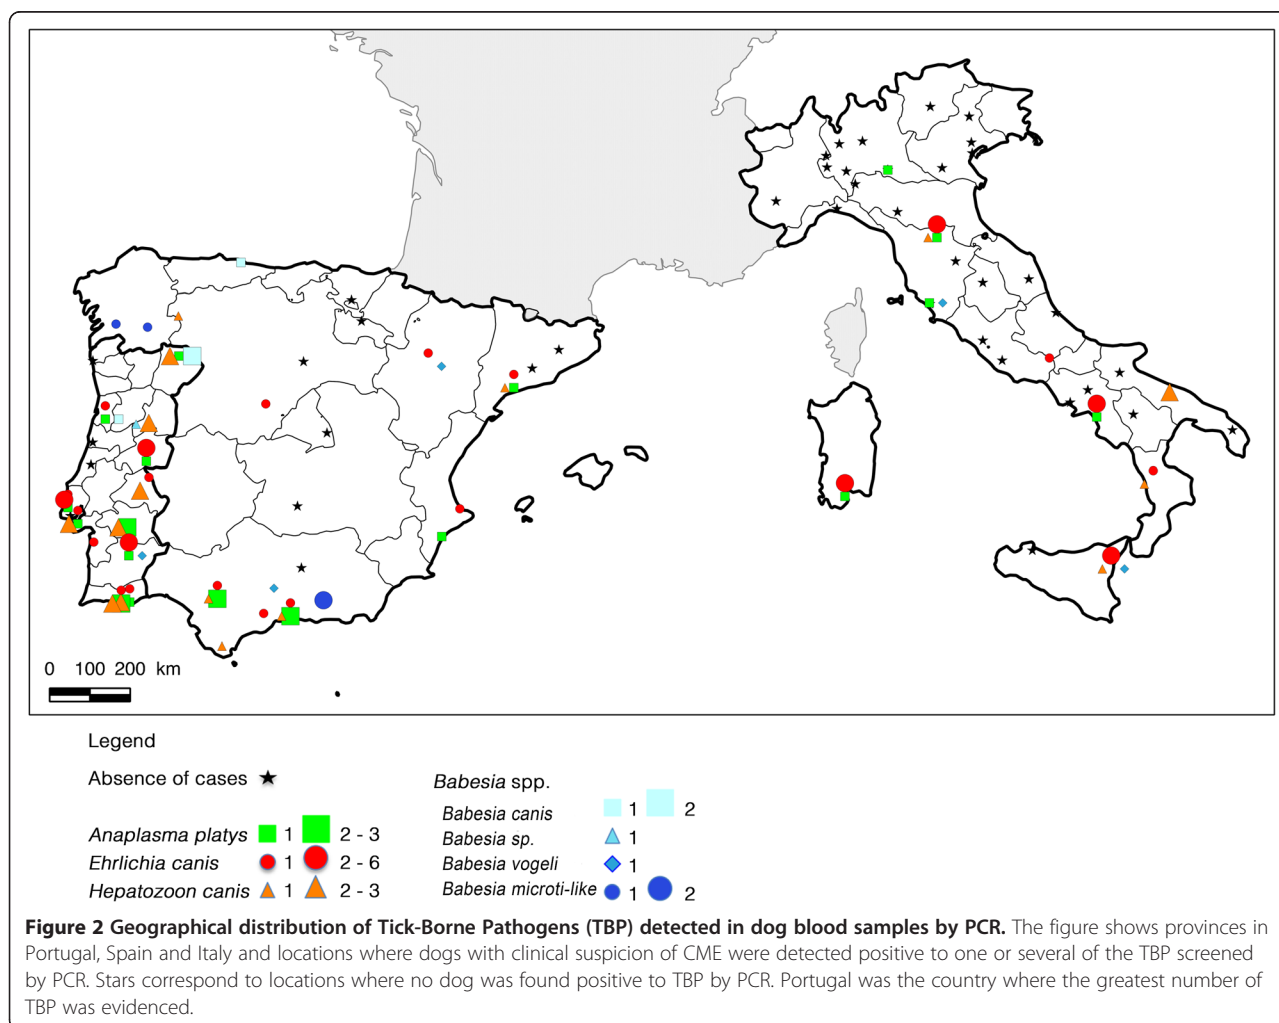 0 100 200 km
Legend
Absence of cases
Anaplasma platys 1 2 - 3
Ehrlichia canis 1 2 - 6
Hepatozoon canis 1 2 - 3
Babesia spp.
Babesia canis 1 2
Babesia sp. 1
Babesia vogeli 1
Babesia microti-like 1 2
Figure 2 Geographical distribution of Tick-Borne Pathogens (TBP) detected in dog blood samples by PCR. The figure shows provinces in
Portugal, Spain and Italy and locations where dogs with clinical suspicion of CME were detected positive to one or several of the TBP screened
by PCR. Stars correspond to locations where no dog was found positive to TBP by PCR. Portugal was the country where the greatest number of
TBP was evidenced.